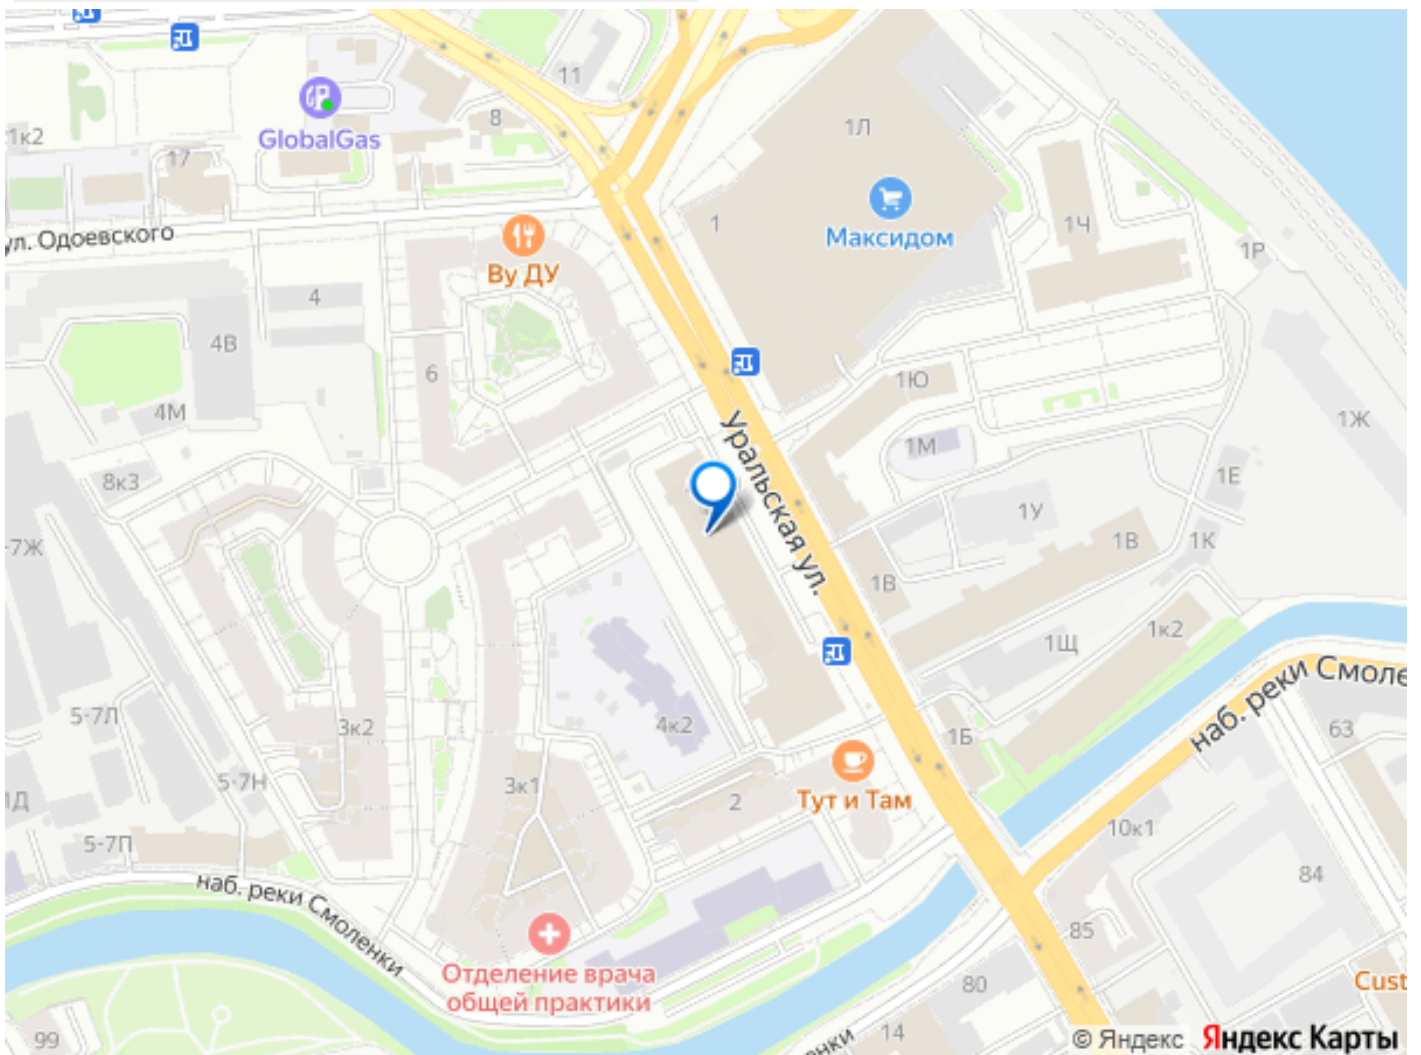 11
1Л
GlobalGas
8
1к2
17
1
Максидом
1Ч
1Р
ул. Одоевского
Ву ДУ
4
4В
6
1Ю
4М
1М
1Ж
Уральская ул.
8к3
1Е
1У
-7Ж
1В
1К
1В
1к2
1Щ
наб. реки Смоле
5-7Л
3к2
4к2
1Б
63
5-7Н
3к1
2
Тут и Там
1Д
10к1
5-7П
84
наб. реки Смоленки
85
Отделение врача
общей практики
80
Cust
99
14
нки
© Яндекс Яндекс Карты